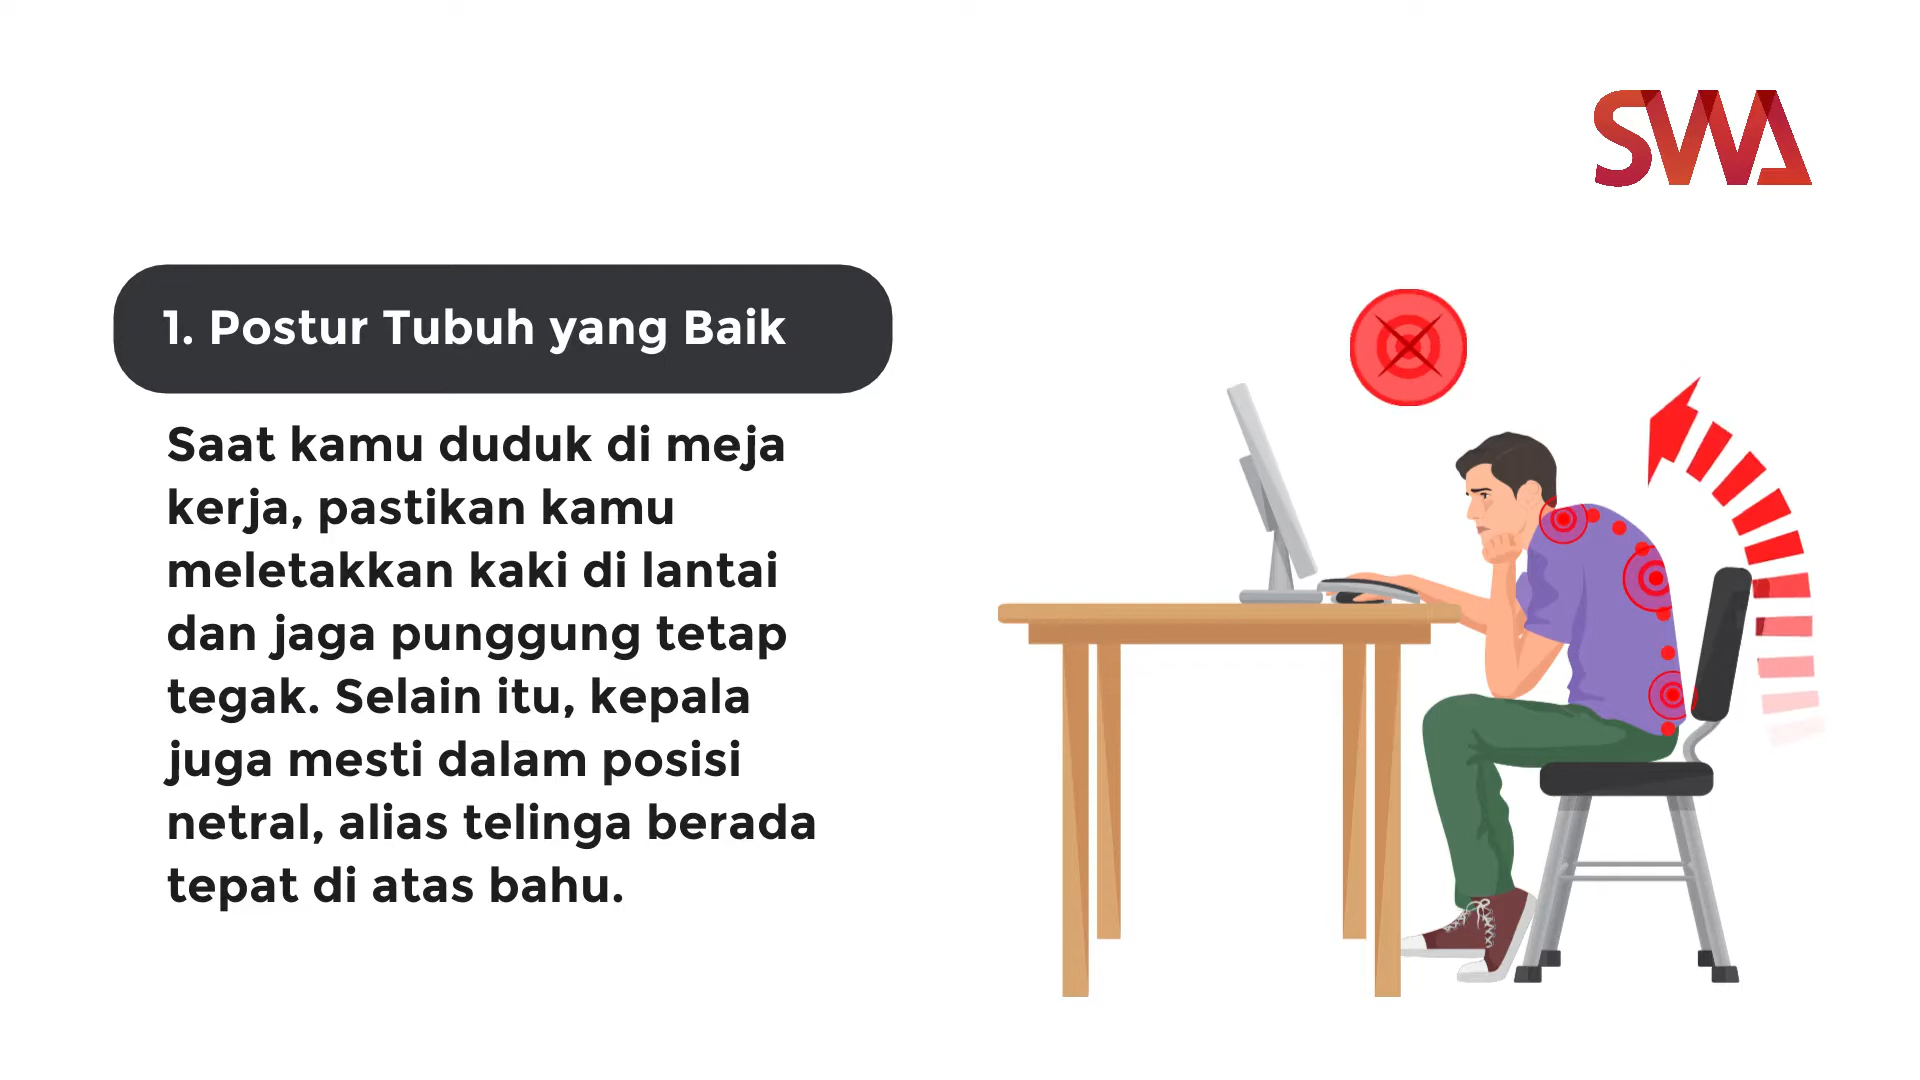 SWA
1. Postur Tubuh yang Baik
Saat kamu duduk di meja
kerja, pastikan kamu
meletakkan kaki di lantai
dan jaga punggung tetap
tegak. Selain itu, kepala
juga mesti dalam posisi
netral, alias telinga berada
tepat di atas bahu.